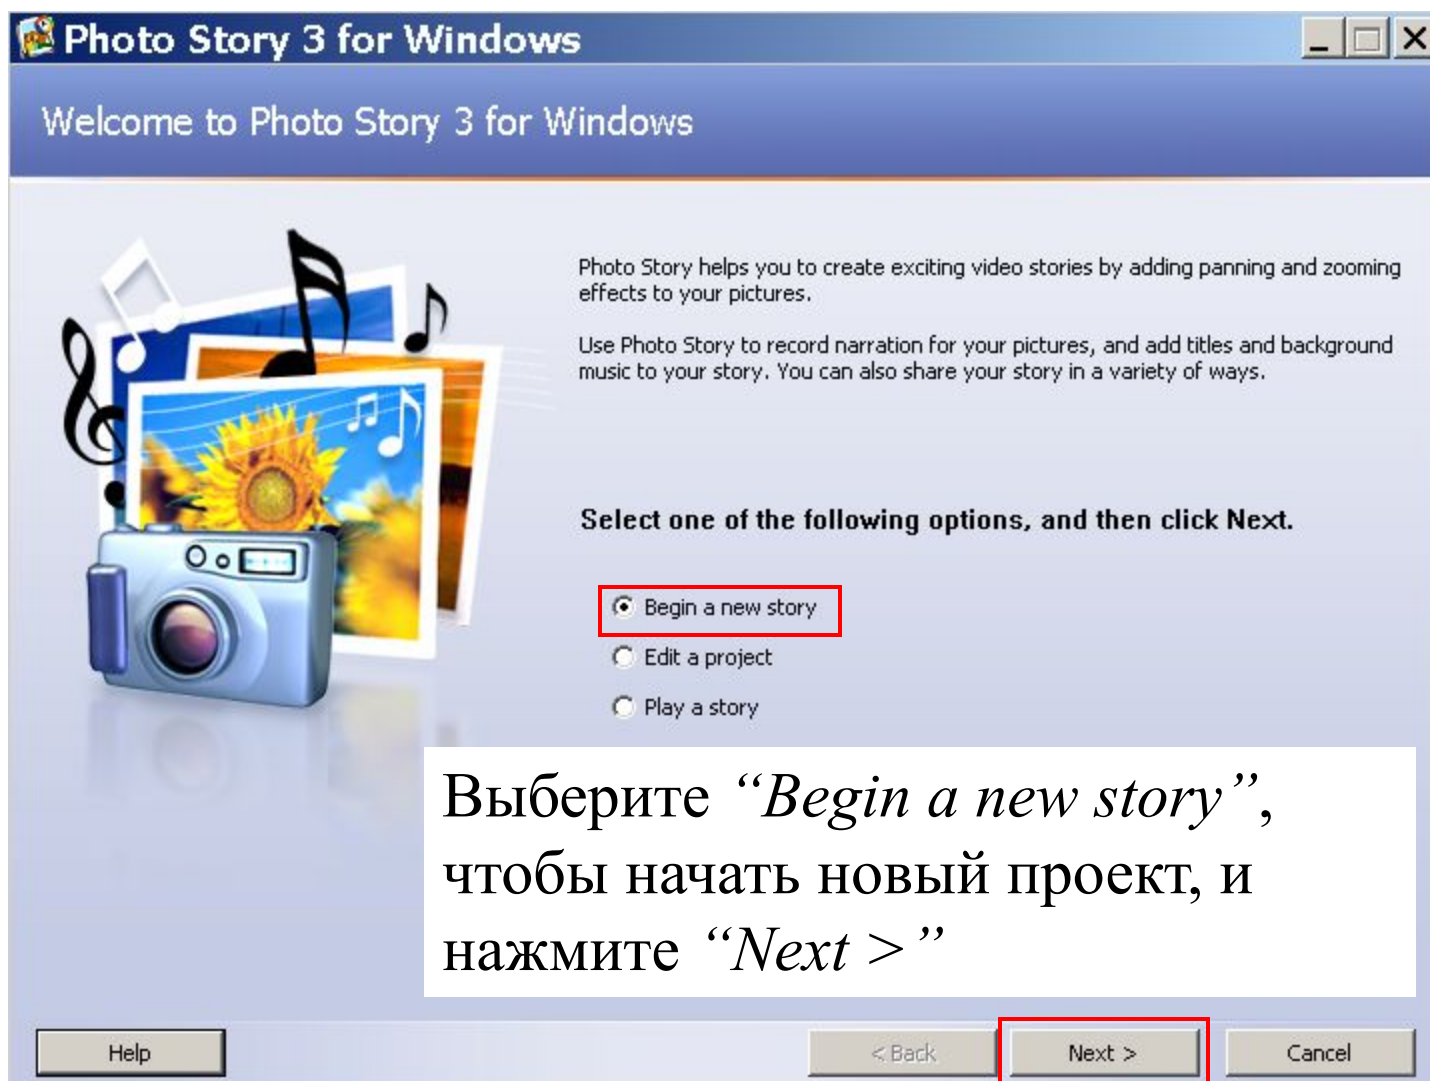 Photo Story 3 for Windows
Welcome to Photo Story 3 for Windows
Photo Story helps you to create exciting video stories by adding panning and zooming
effects to your pictures.
Use Photo Story to record narration for your pictures, and add titles and background
music to your story. You can also share your story in a variety of ways.
Select one of the following options, and then click Next.
Begin a new story
Edit a project
Play a story
Выберите “Begin a new story”,
чтобы начать новый проект, и
нажмите “Next >”
Help
< Back
Next >
Cancel